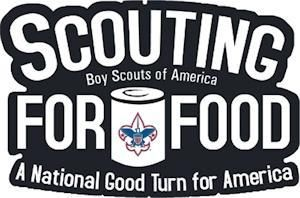 SCOUTING
Boy Scouts of America
FOR FOOD
A National Good Turn for America